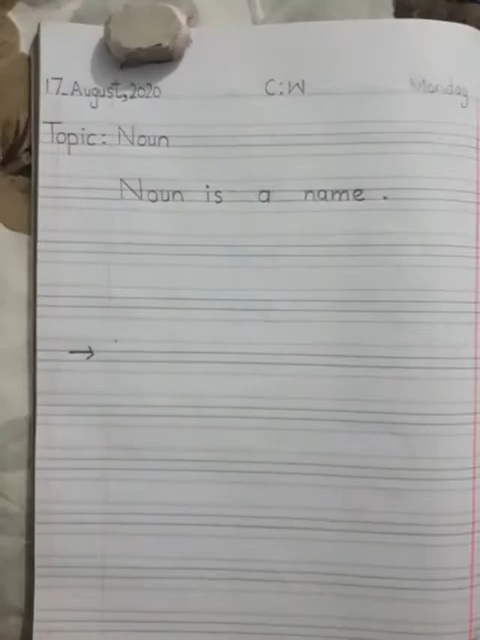 17 August, 2020 C:W Monday
Topic: Noun
Noun is a name.
→